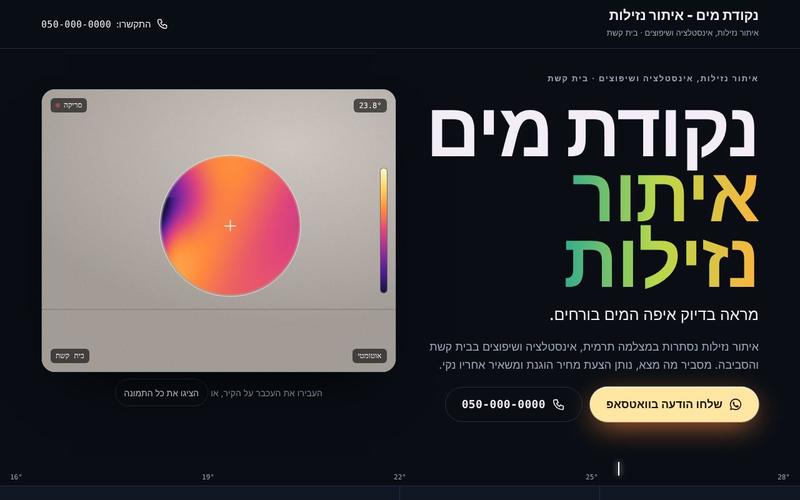 נקודת מים - איתור נזילות
איתור נזילות, אינסטלציה ושיפוצים · בית קשת
התקשרו: 050-000-0000
איתור נזילות, אינסטלציה ושיפוצים · בית קשת
נקודת מים
איתור
נזילות
מראה בדיוק איפה המים בורחים.
איתור נזילות נסתרות במצלמה תרמית, אינסטלציה ושיפוצים בבית קשת
והסביבה. מסביר מה מצא, נותן הצעת מחיר הוגנת ומשאיר אחריו נקי.
שלחו הודעה בוואטסאפ
050-000-0000
23.8°
סריקה
אוטומטי
בית קשת
העבירו את העכבר על הקיר, או
הציגו את כל התמונה
16°
19°
22°
25°
28°